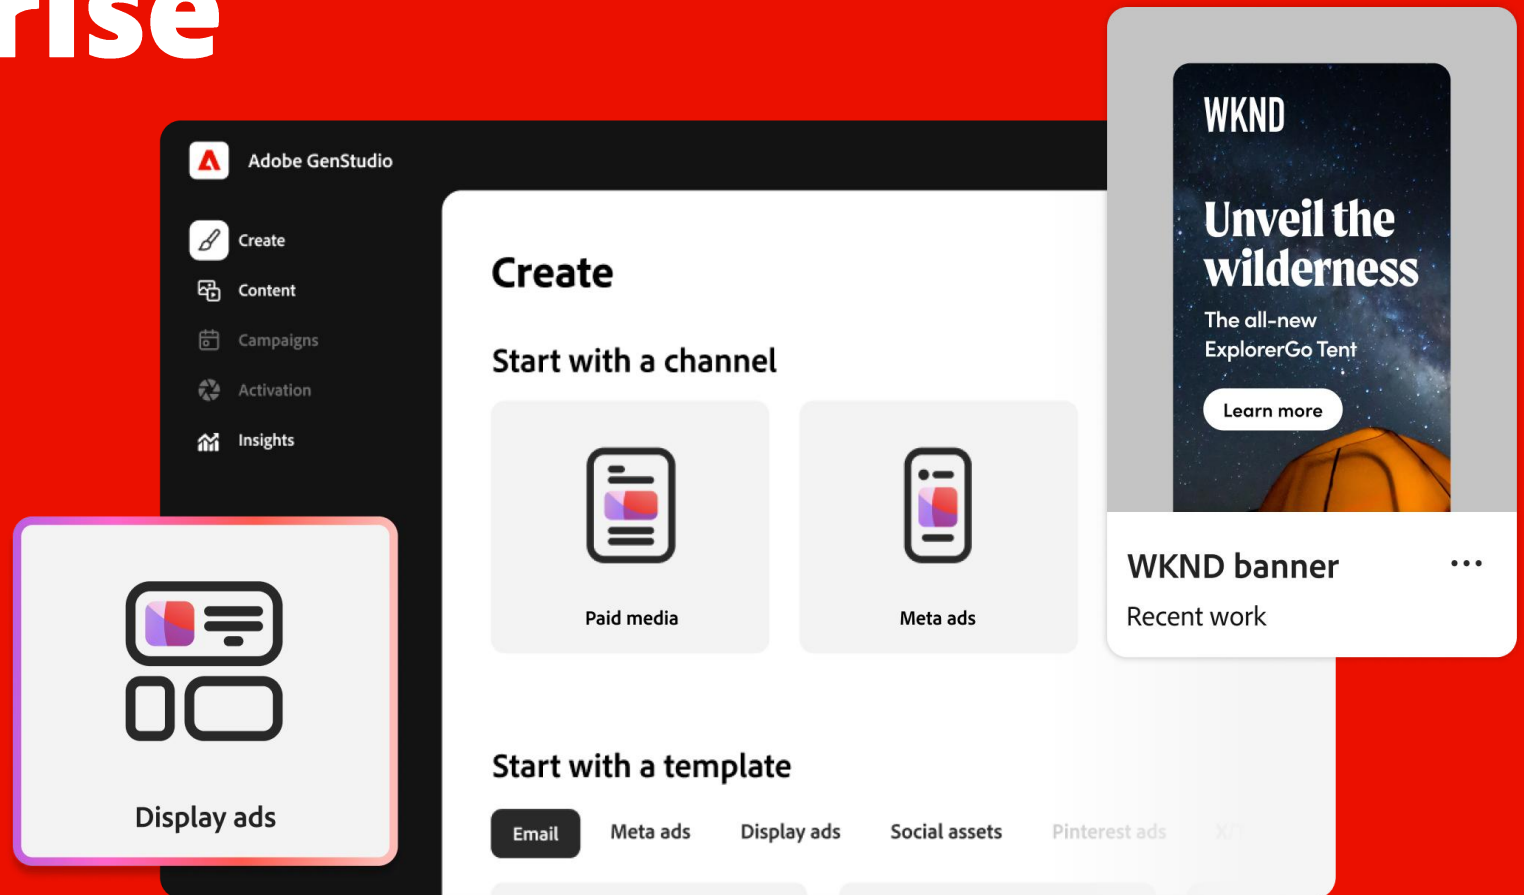 rise
Adobe GenStudio
Create
Content
Campaigns
Activation
Insights
Create
Start with a channel
Paid media
Meta ads
Display ads
Start with a template
Email
Meta ads
Display ads
Social assets
Pinterest ads
WKND
Unveil the
wilderness
The all-new
ExplorerGo Tent
Learn more
WKND banner
Recent work